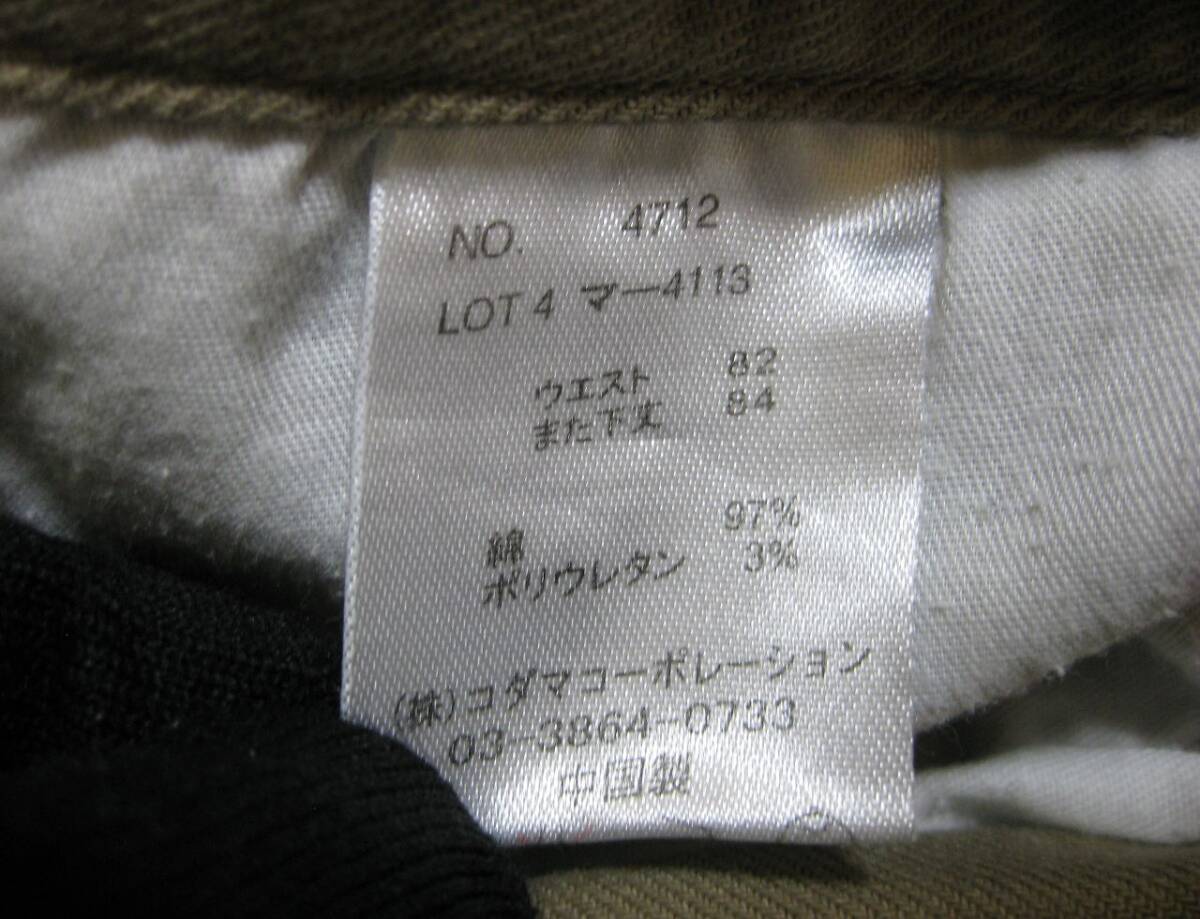 NO. 4712
LOT 4 マー4113
ウエスト 82
また下丈 84
綿 97%
ポリウレタン 3%
(株)コダマコーポレーション
03-3864-0733
中国製